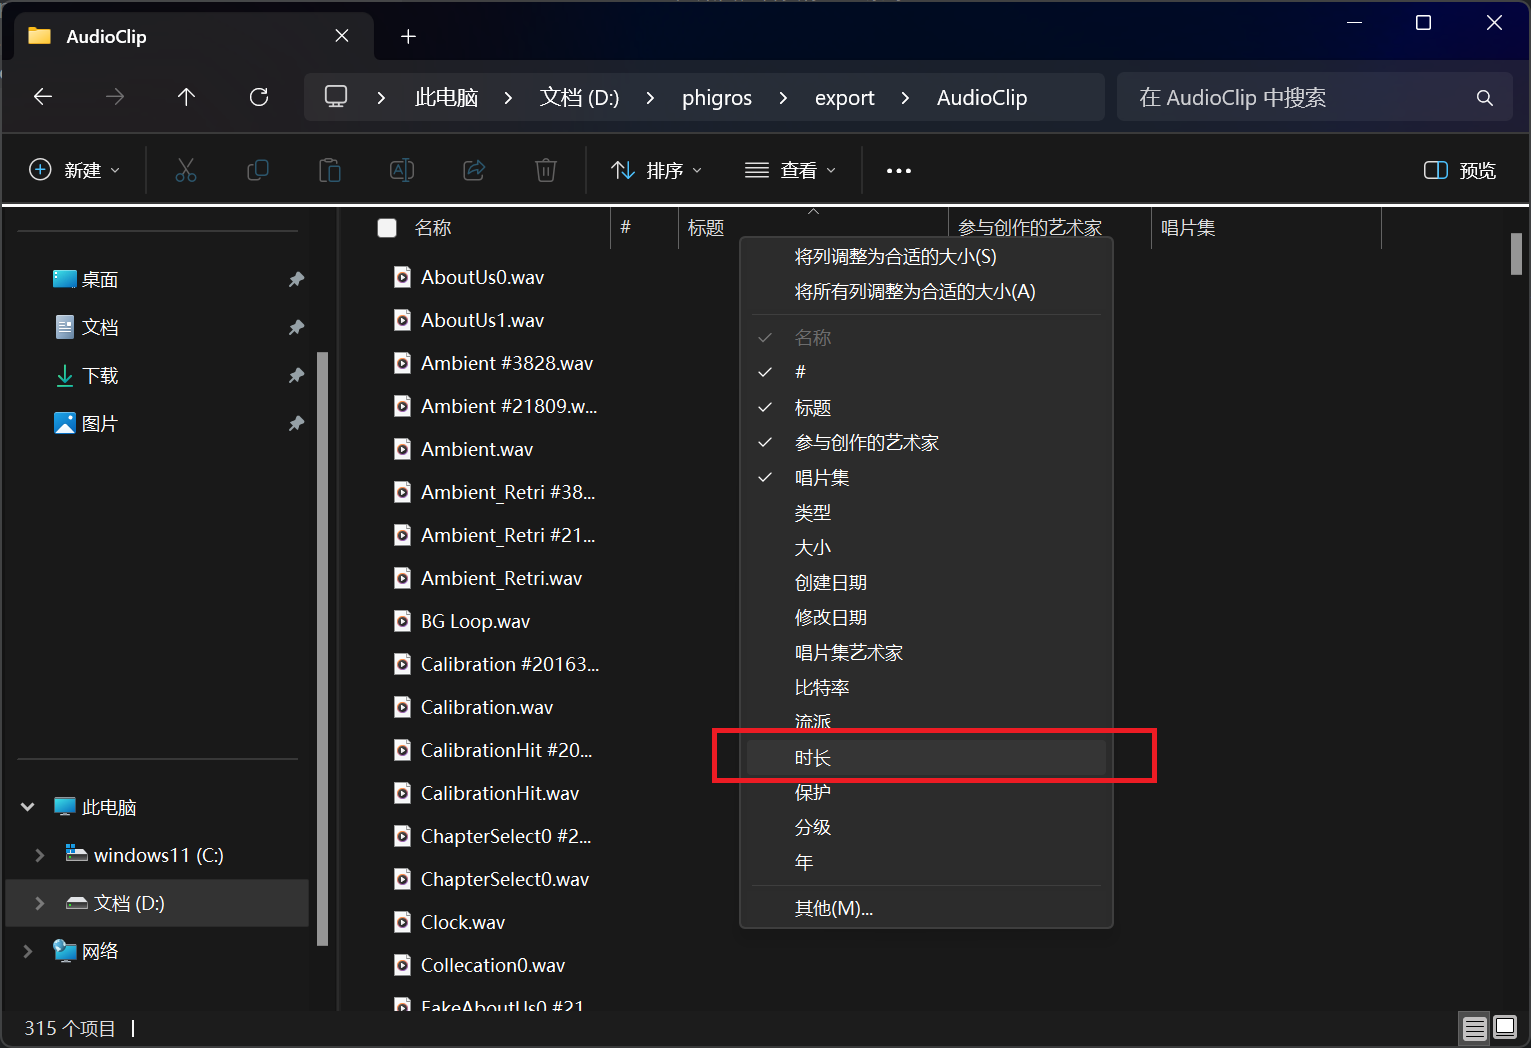 AudioClip
此电脑 文档 (D:) phigros export AudioClip
在 AudioClip 中搜索
新建 排序 查看 预览
名称 # 标题 参与创作的艺术家 唱片集
桌面
文档
下载
图片
此电脑
windows11 (C:)
文档 (D:)
网络
AboutUs0.wav
AboutUs1.wav
Ambient #3828.wav
Ambient #21809.w...
Ambient.wav
Ambient_Retri #38...
Ambient_Retri #21...
Ambient_Retri.wav
BG Loop.wav
Calibration #20163...
Calibration.wav
CalibrationHit #20...
CalibrationHit.wav
ChapterSelect0 #2...
ChapterSelect0.wav
Clock.wav
Collecation0.wav
FakeAboutUs0 #21
将列调整为合适的大小(S)
将所有列调整为合适的大小(A)
名称
#
标题
参与创作的艺术家
唱片集
类型
大小
创建日期
修改日期
唱片集艺术家
比特率
流派
时长
保护
分级
年
其他(M)...
315 个项目